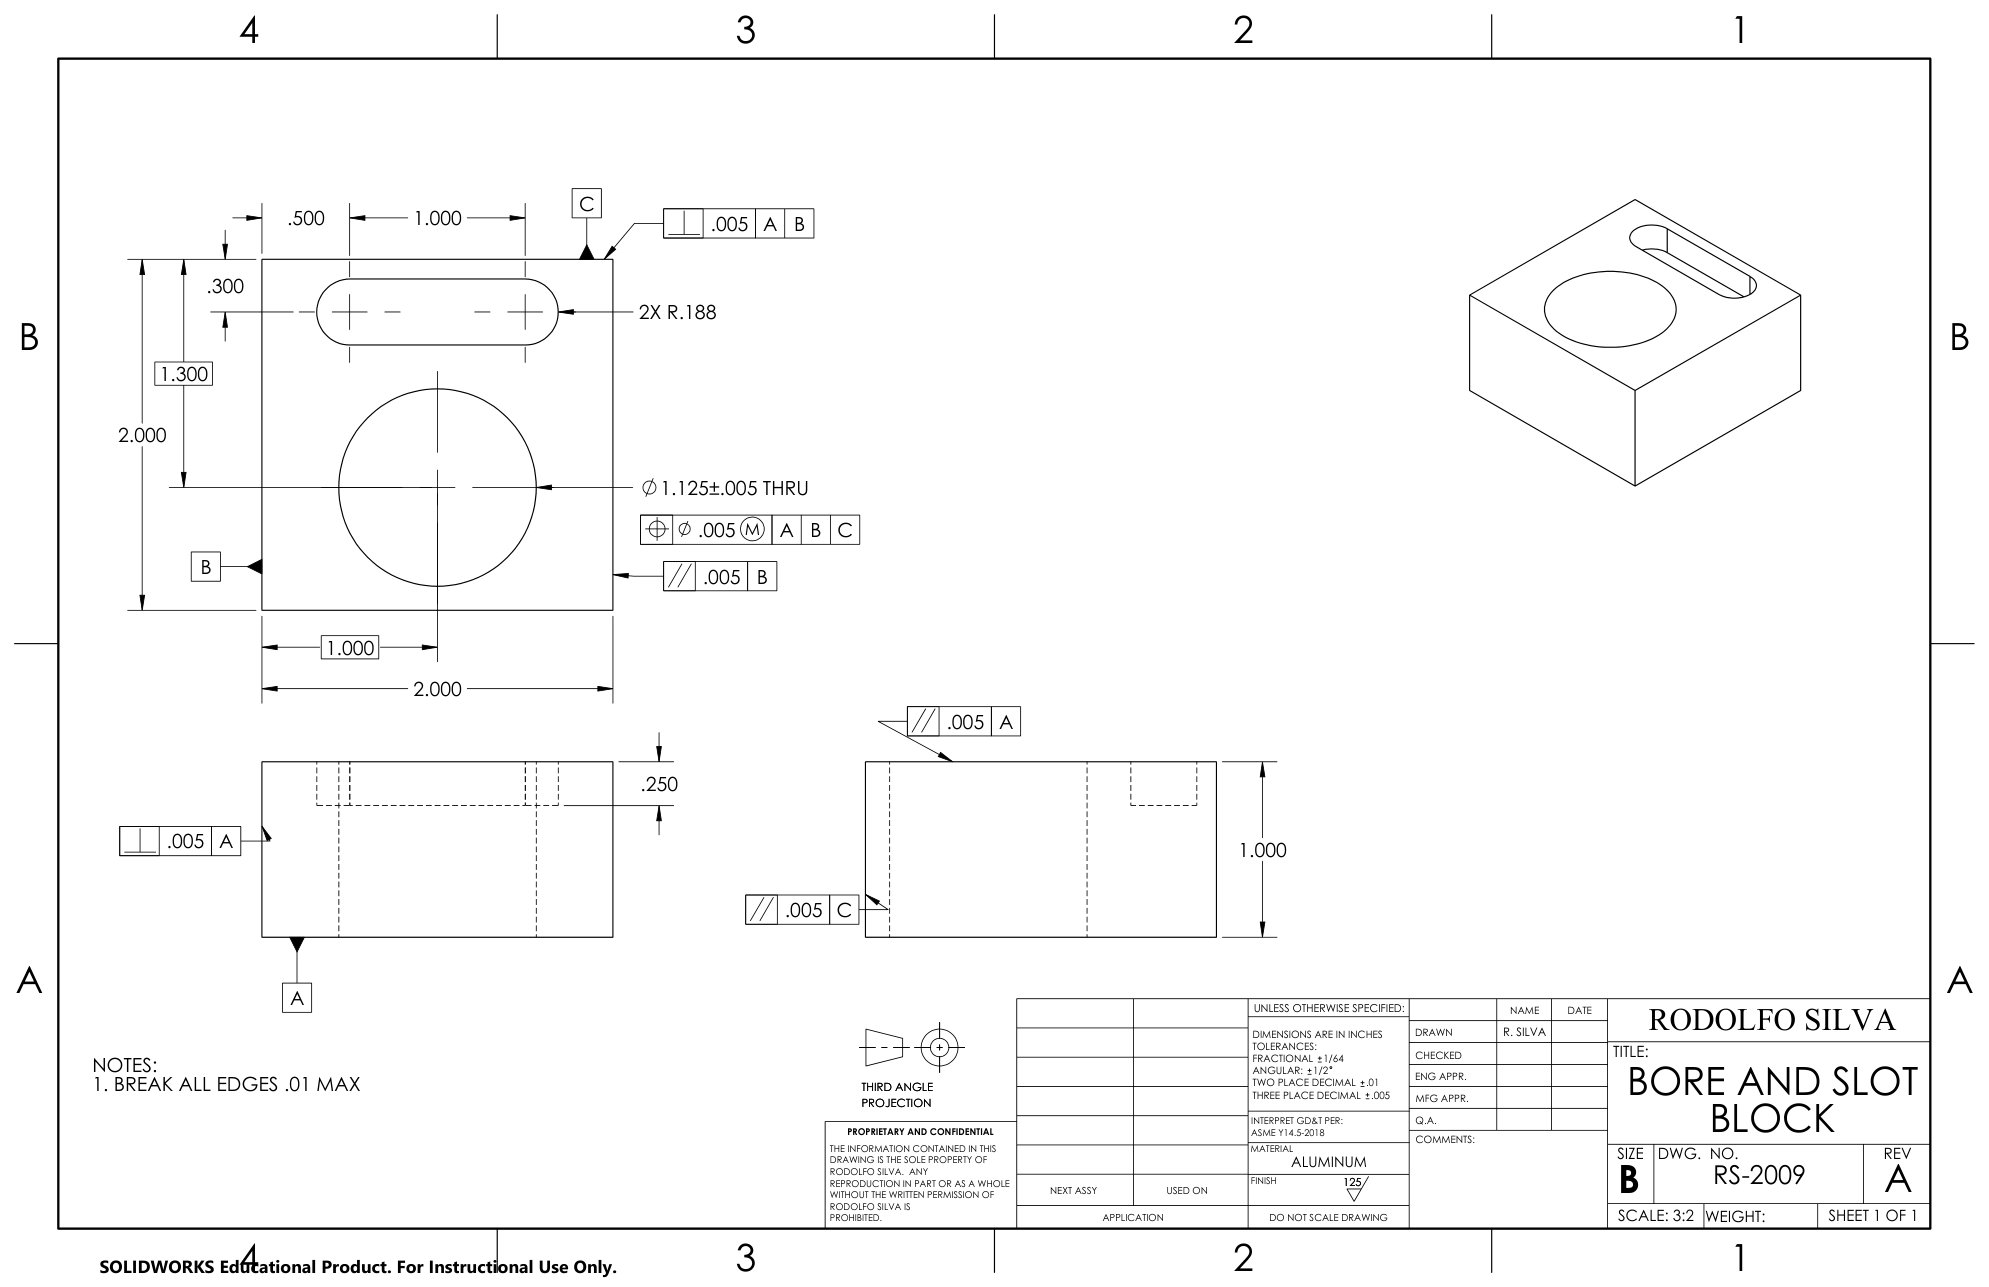 4 3 2 1
B B
A A
C
.500 1.000
⊥ .005 A B
.300
2X R.188
1.300
2.000
⌀1.125±.005 THRU
⌖ ⌀ .005 Ⓜ A B C
B
// .005 B
1.000
2.000
// .005 A
.250
⊥ .005 A
1.000
// .005 C
A
NOTES:
1. BREAK ALL EDGES .01 MAX
THIRD ANGLE
PROJECTION
PROPRIETARY AND CONFIDENTIAL
THE INFORMATION CONTAINED IN THIS
DRAWING IS THE SOLE PROPERTY OF
RODOLFO SILVA. ANY
REPRODUCTION IN PART OR AS A WHOLE
WITHOUT THE WRITTEN PERMISSION OF
RODOLFO SILVA IS
PROHIBITED.
NEXT ASSY USED ON
APPLICATION
UNLESS OTHERWISE SPECIFIED:
DIMENSIONS ARE IN INCHES
TOLERANCES:
FRACTIONAL ±1/64
ANGULAR: ±1/2°
TWO PLACE DECIMAL ±.01
THREE PLACE DECIMAL ±.005
INTERPRET GD&T PER:
ASME Y14.5-2018
MATERIAL
ALUMINUM
FINISH 125
DO NOT SCALE DRAWING
NAME DATE
DRAWN R. SILVA
CHECKED
ENG APPR.
MFG APPR.
Q.A.
COMMENTS:
RODOLFO SILVA
TITLE:
BORE AND SLOT
BLOCK
SIZE DWG. NO. REV
B RS-2009 A
SCALE: 3:2 WEIGHT: SHEET 1 OF 1
4 3 2 1
SOLIDWORKS Educational Product. For Instructional Use Only.